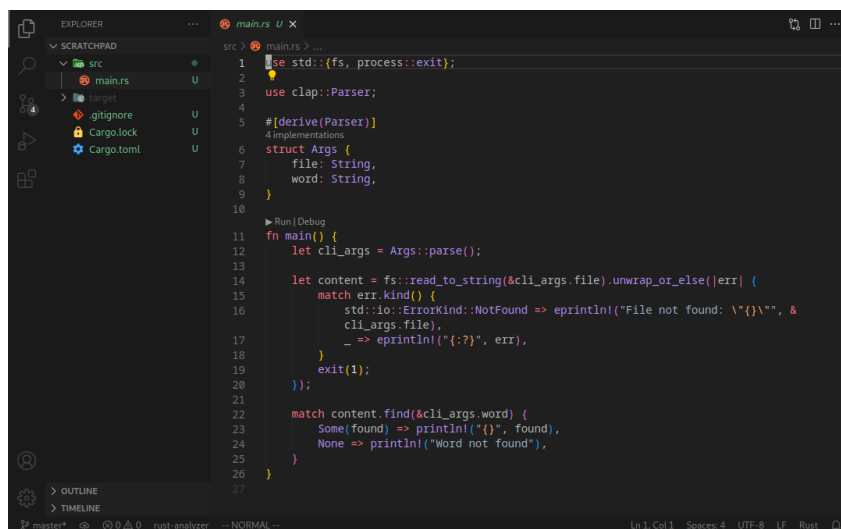 EXPLORER
···
main.rs U
SCRATCHPAD
src
main.rs U
target
.gitignore U
Cargo.lock U
Cargo.toml U
4
OUTLINE
TIMELINE
src > main.rs > ...
1 use std::{fs, process::exit};
2
3 use clap::Parser;
4
5 #[derive(Parser)]
4 implementations
6 struct Args {
7 file: String,
8 word: String,
9 }
10
▶ Run | Debug
11 fn main() {
12 let cli_args = Args::parse();
13
14 let content = fs::read_to_string(&cli_args.file).unwrap_or_else(|err| {
15 match err.kind() {
16 std::io::ErrorKind::NotFound => eprintln!("File not found: \"{}\"", &
cli_args.file),
17 _ => eprintln!("{:?}", err),
18 }
19 exit(1);
20 });
21
22 match content.find(&cli_args.word) {
23 Some(found) => println!("{}", found),
24 None => println!("Word not found"),
25 }
26 }
27
master* 0 0 rust-analyzer -- NORMAL -- Ln 1, Col 1 Spaces: 4 UTF-8 LF Rust